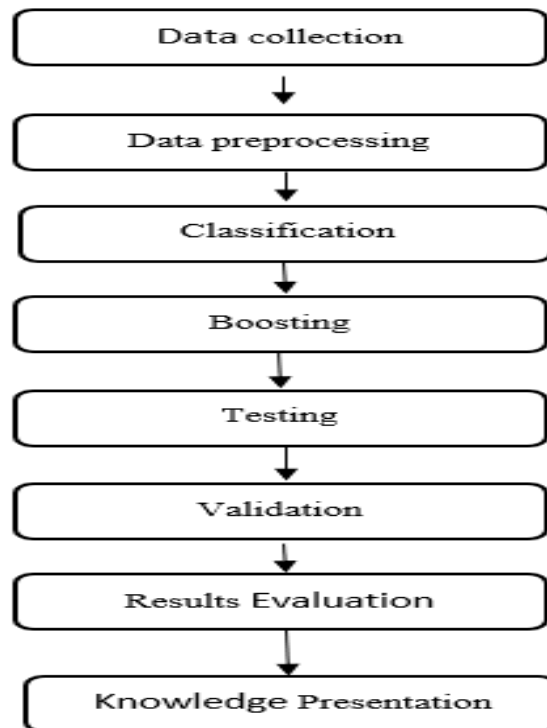 Data collection
Data preprocessing
Classification
Boosting
Testing
Validation
Results Evaluation
Knowledge Presentation